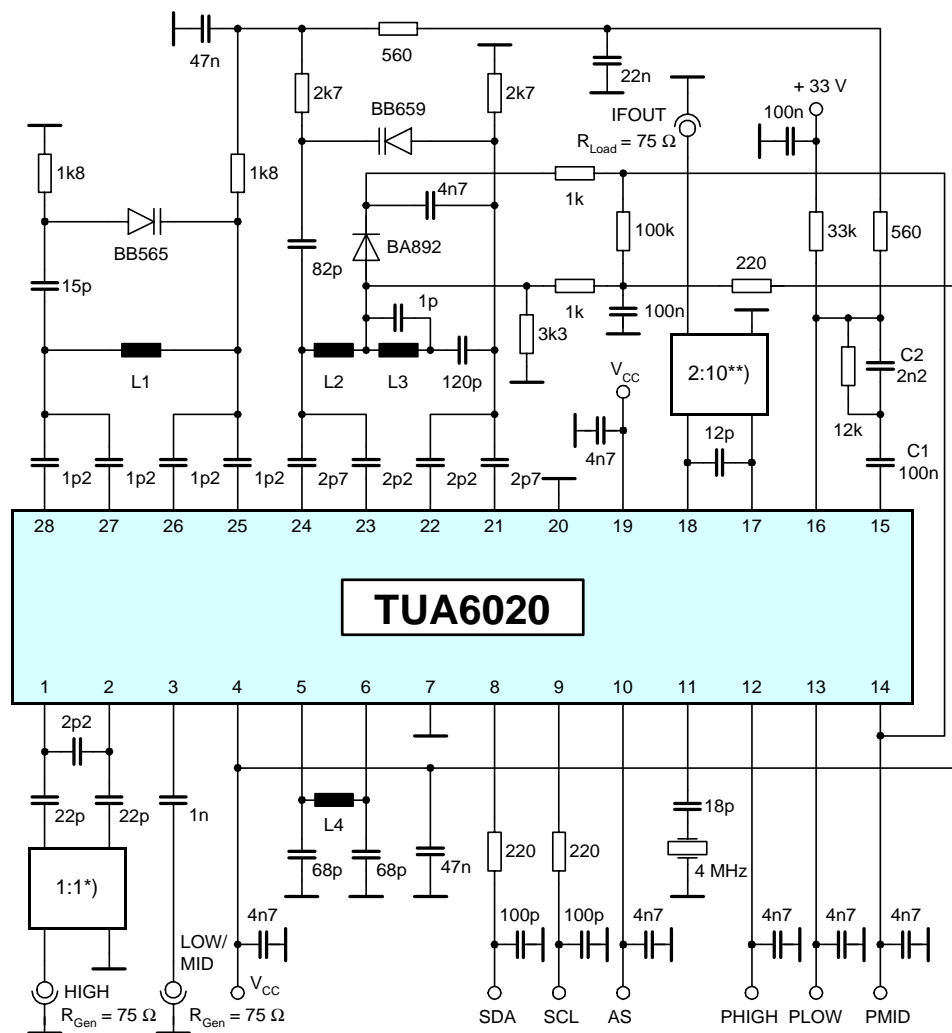 47n
560
22n
+ 33 V
100n
2k7
BB659
2k7
IFOUT
R_Load = 75 Ω
1k8
1k8
4n7
1k
BB565
BA892
100k
33k
560
82p
220
15p
1p
1k
100n
3k3
C2
2n2
L1
L2
L3
120p
V_CC
2:10**)
12k
12p
C1
100n
4n7
1p2
1p2
1p2
1p2
2p7
2p2
2p2
2p7
28 27 26 25 24 23 22 21 20 19 18 17 16 15
TUA6020
1 2 3 4 5 6 7 8 9 10 11 12 13 14
2p2
22p
22p
1n
L4
18p
68p
68p
47n
220
220
4 MHz
1:1*)
4n7
100p
100p
4n7
4n7
4n7
4n7
LOW/
MID
HIGH
V_CC
R_Gen = 75 Ω
R_Gen = 75 Ω
SDA
SCL
AS
PHIGH
PLOW
PMID